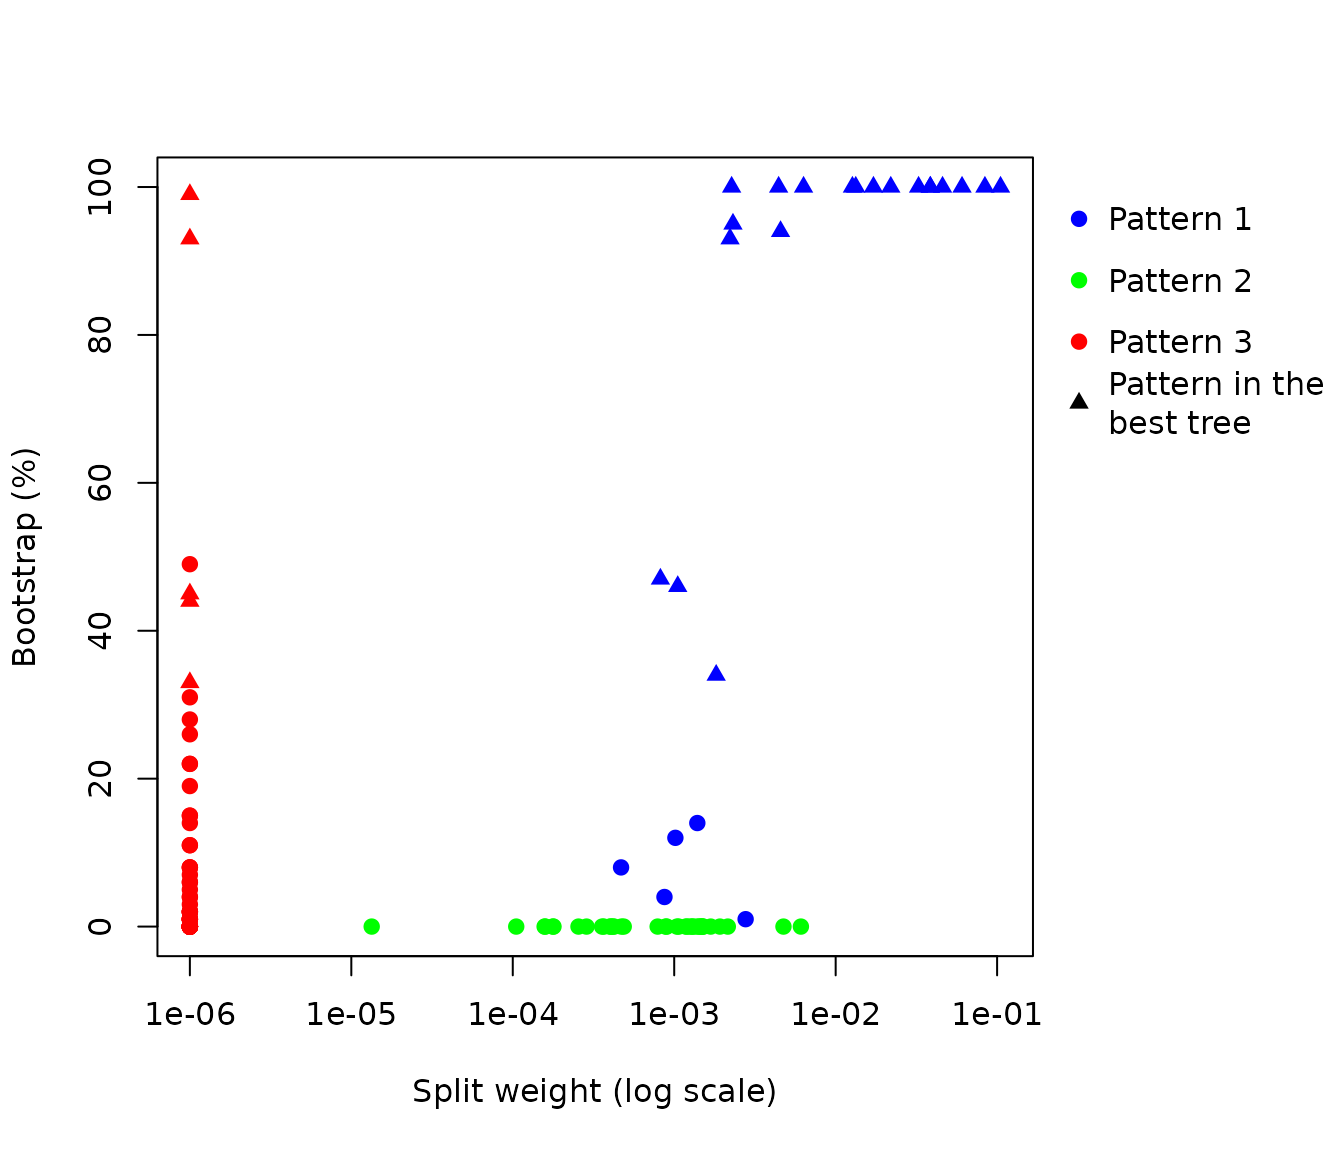 100
80
60
40
20
0
Bootstrap (%)
1e-06 1e-05 1e-04 1e-03 1e-02 1e-01
Split weight (log scale)
Pattern 1
Pattern 2
Pattern 3
Pattern in the
best tree